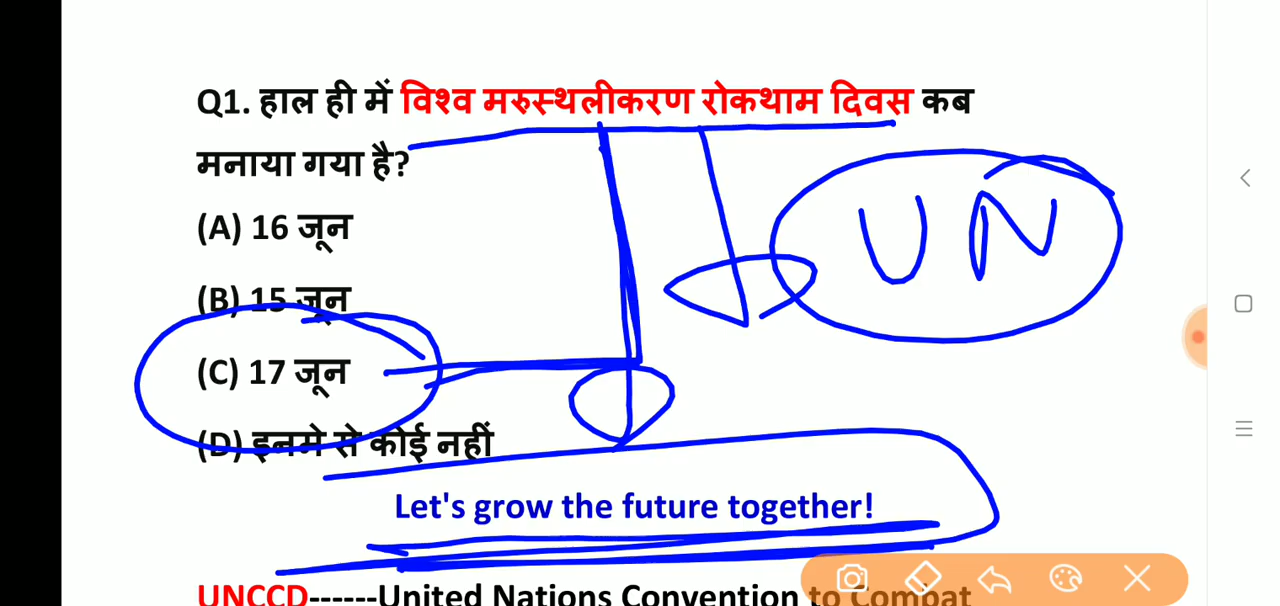 Q1. हाल ही में विश्व मरुस्थलीकरण रोकथाम दिवस कब
मनाया गया है?
UN
(A) 16 जून
(B) 15 जून
(C) 17 जून
(D) इनमे से कोई नहीं
Let's grow the future together!
UNCCD------United Nations Convention to Combat